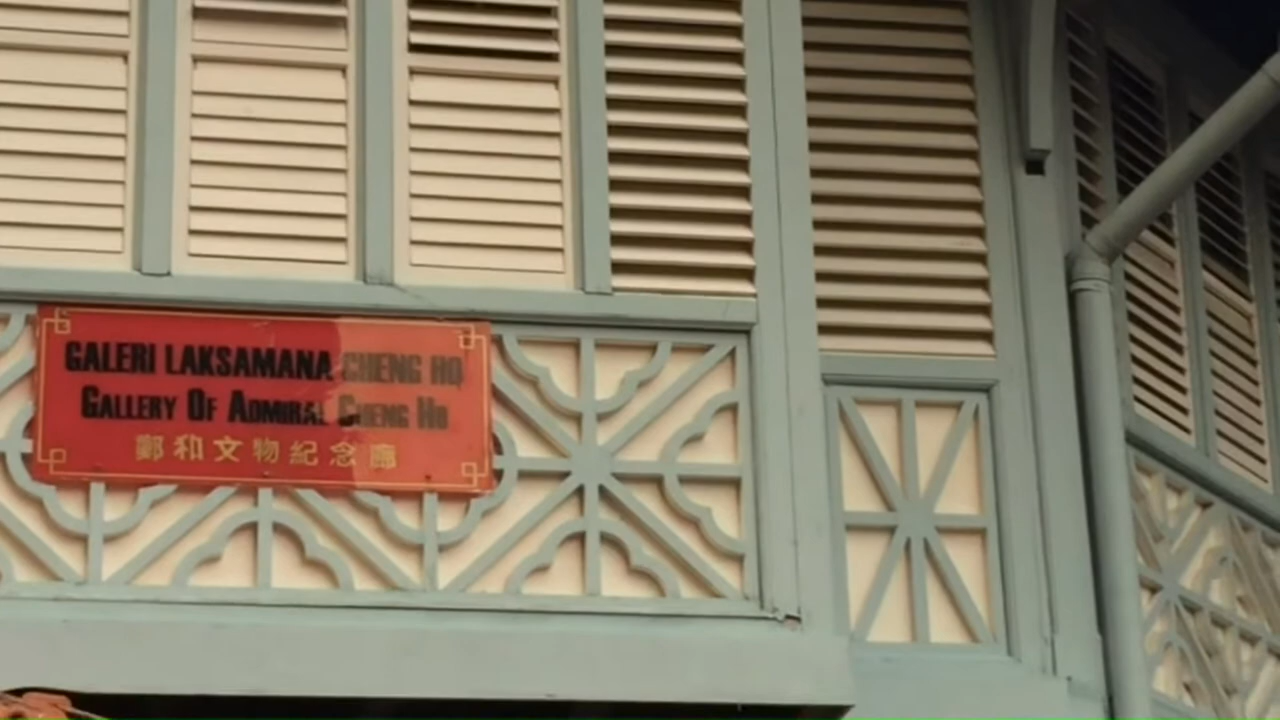 GALERI LAKSAMANA CHENG HO
GALLERY OF ADMIRAL CHENG HO
鄭和文物紀念廊